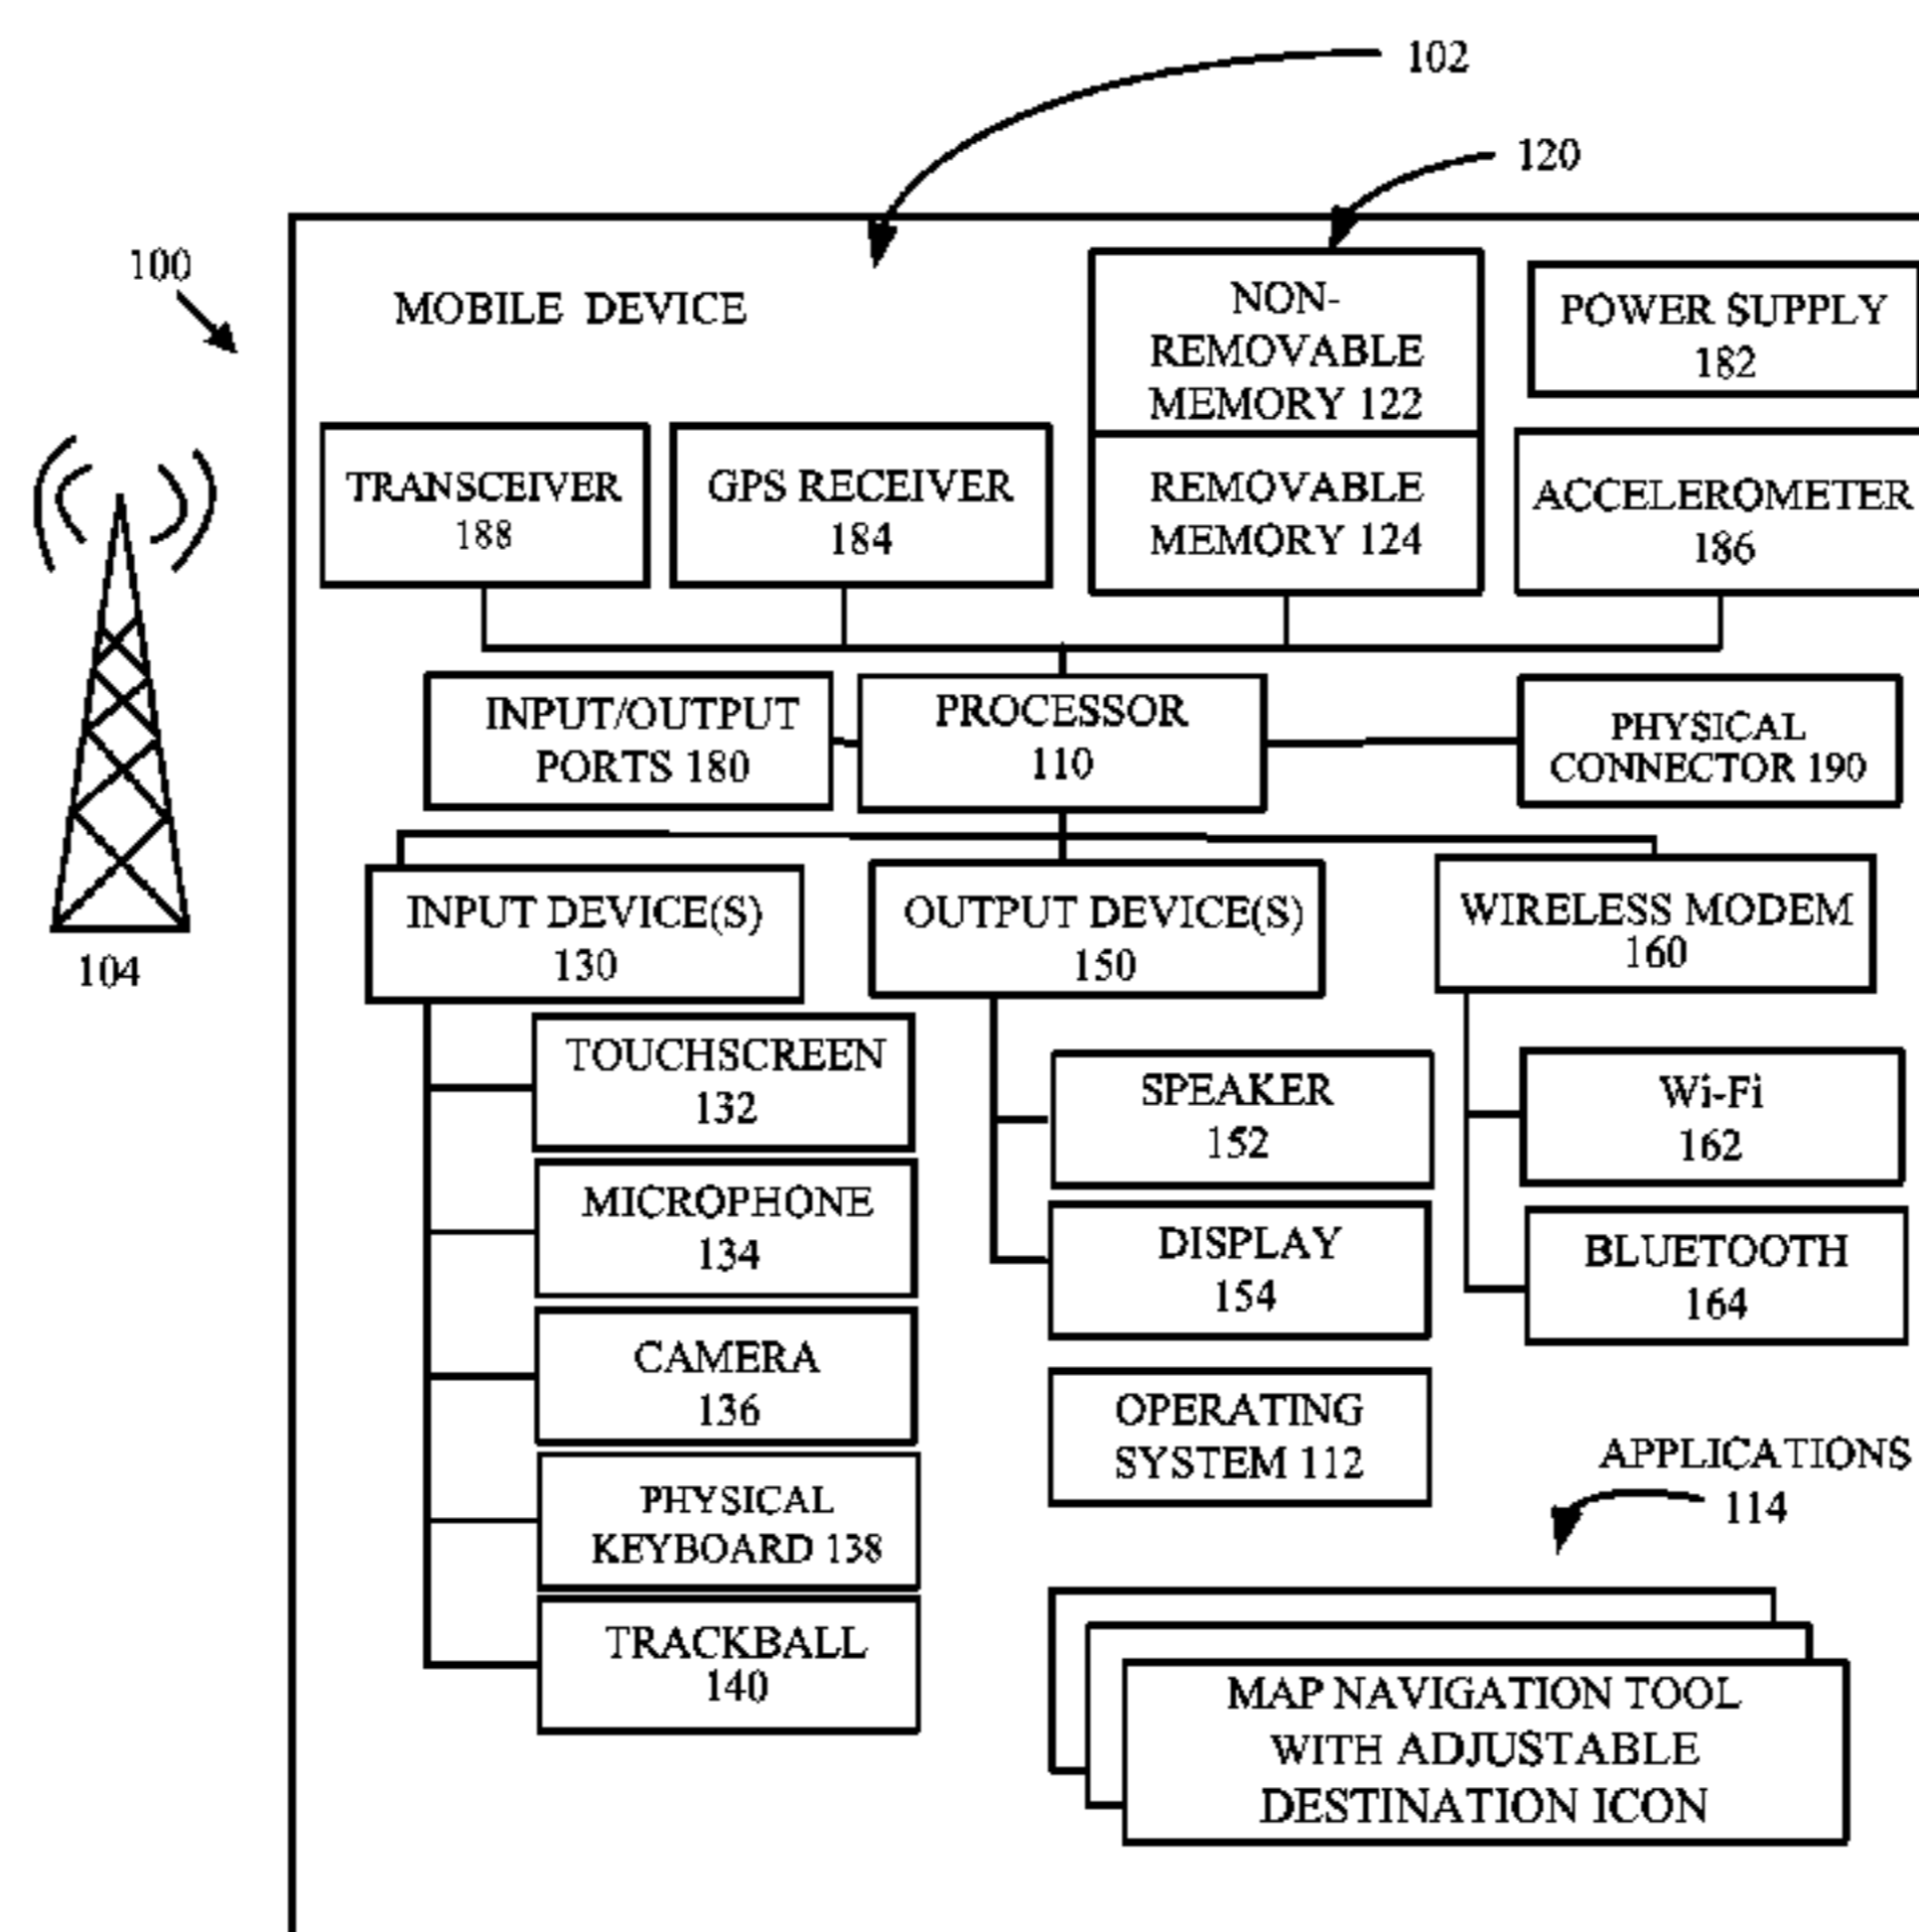 102
120
100
MOBILE DEVICE
NON-
REMOVABLE
MEMORY 122
POWER SUPPLY
182
TRANSCEIVER
188
GPS RECEIVER
184
REMOVABLE
MEMORY 124
ACCELEROMETER
186
INPUT/OUTPUT
PORTS 180
PROCESSOR
110
PHYSICAL
CONNECTOR 190
INPUT DEVICE(S)
130
OUTPUT DEVICE(S)
150
WIRELESS MODEM
160
104
TOUCHSCREEN
132
SPEAKER
152
Wi-Fi
162
MICROPHONE
134
DISPLAY
154
BLUETOOTH
164
CAMERA
136
OPERATING
SYSTEM 112
APPLICATIONS
114
PHYSICAL
KEYBOARD 138
TRACKBALL
140
MAP NAVIGATION TOOL
WITH ADJUSTABLE
DESTINATION ICON